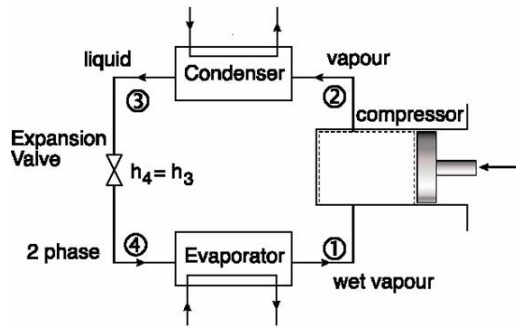 liquid
Condenser
vapour
③
②
compressor
Expansion
Valve
h₄ = h₃
2 phase
④
Evaporator
①
wet vapour